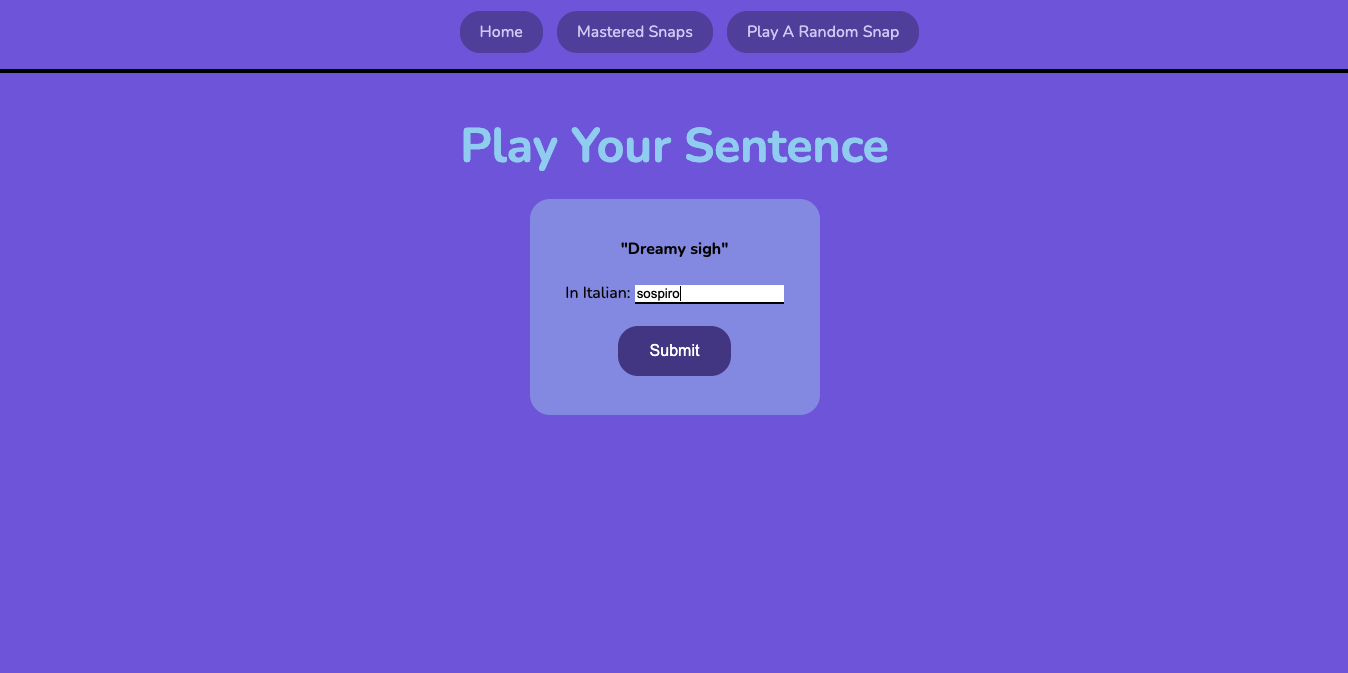 Home Mastered Snaps Play A Random Snap
Play Your Sentence
"Dreamy sigh"
In Italian: sospiro
Submit